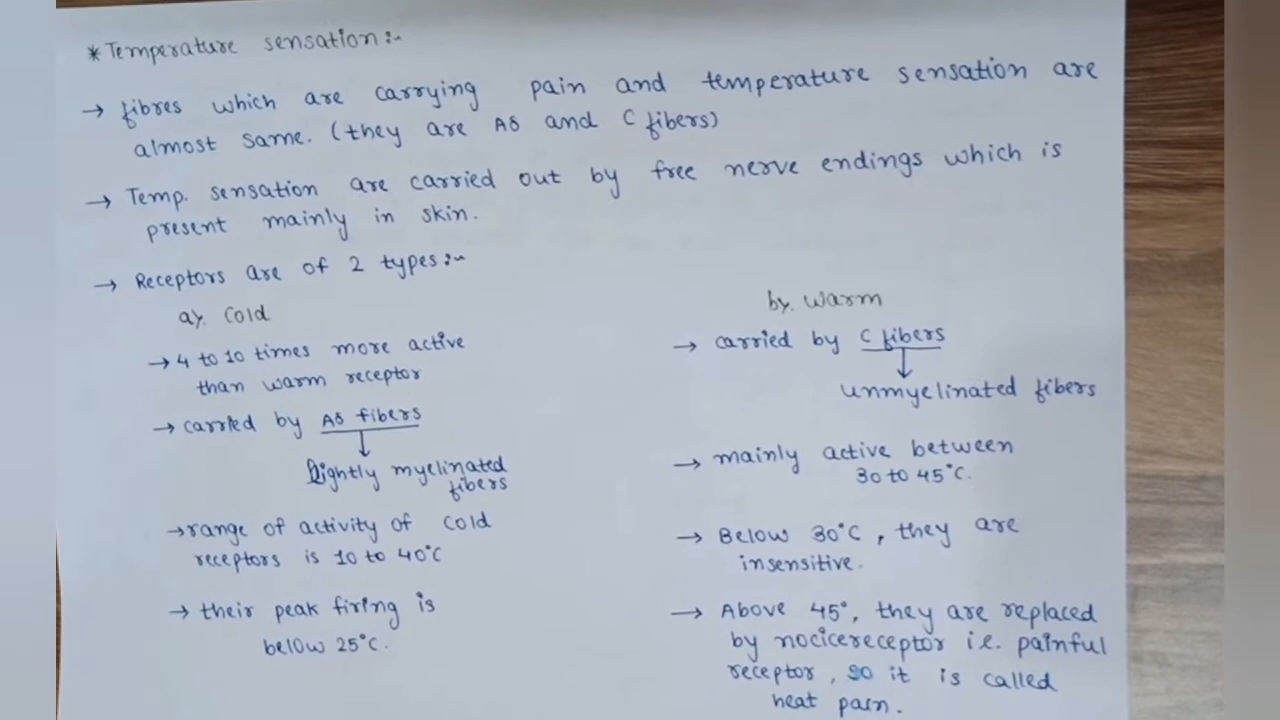 * Temperature sensation:-
→ fibres which are carrying pain and temperature sensation are
almost same. (they are Aδ and C fibers)
→ Temp. sensation are carried out by free nerve endings which is
present mainly in skin.
→ Receptors are of 2 types:-
a). Cold
→ 4 to 10 times more active
than warm receptor
→ carried by Aδ fibers
↓
Lightly myelinated
fibers
→ range of activity of cold
receptors is 10 to 40°C
→ their peak firing is
below 25°C.
b). Warm
→ carried by C fibers
↓
unmyelinated fibers
→ mainly active between
30 to 45°C.
→ Below 30°C, they are
insensitive.
→ Above 45°, they are replaced
by nocicereceptor i.e. painful
receptor, so it is called
heat pain.